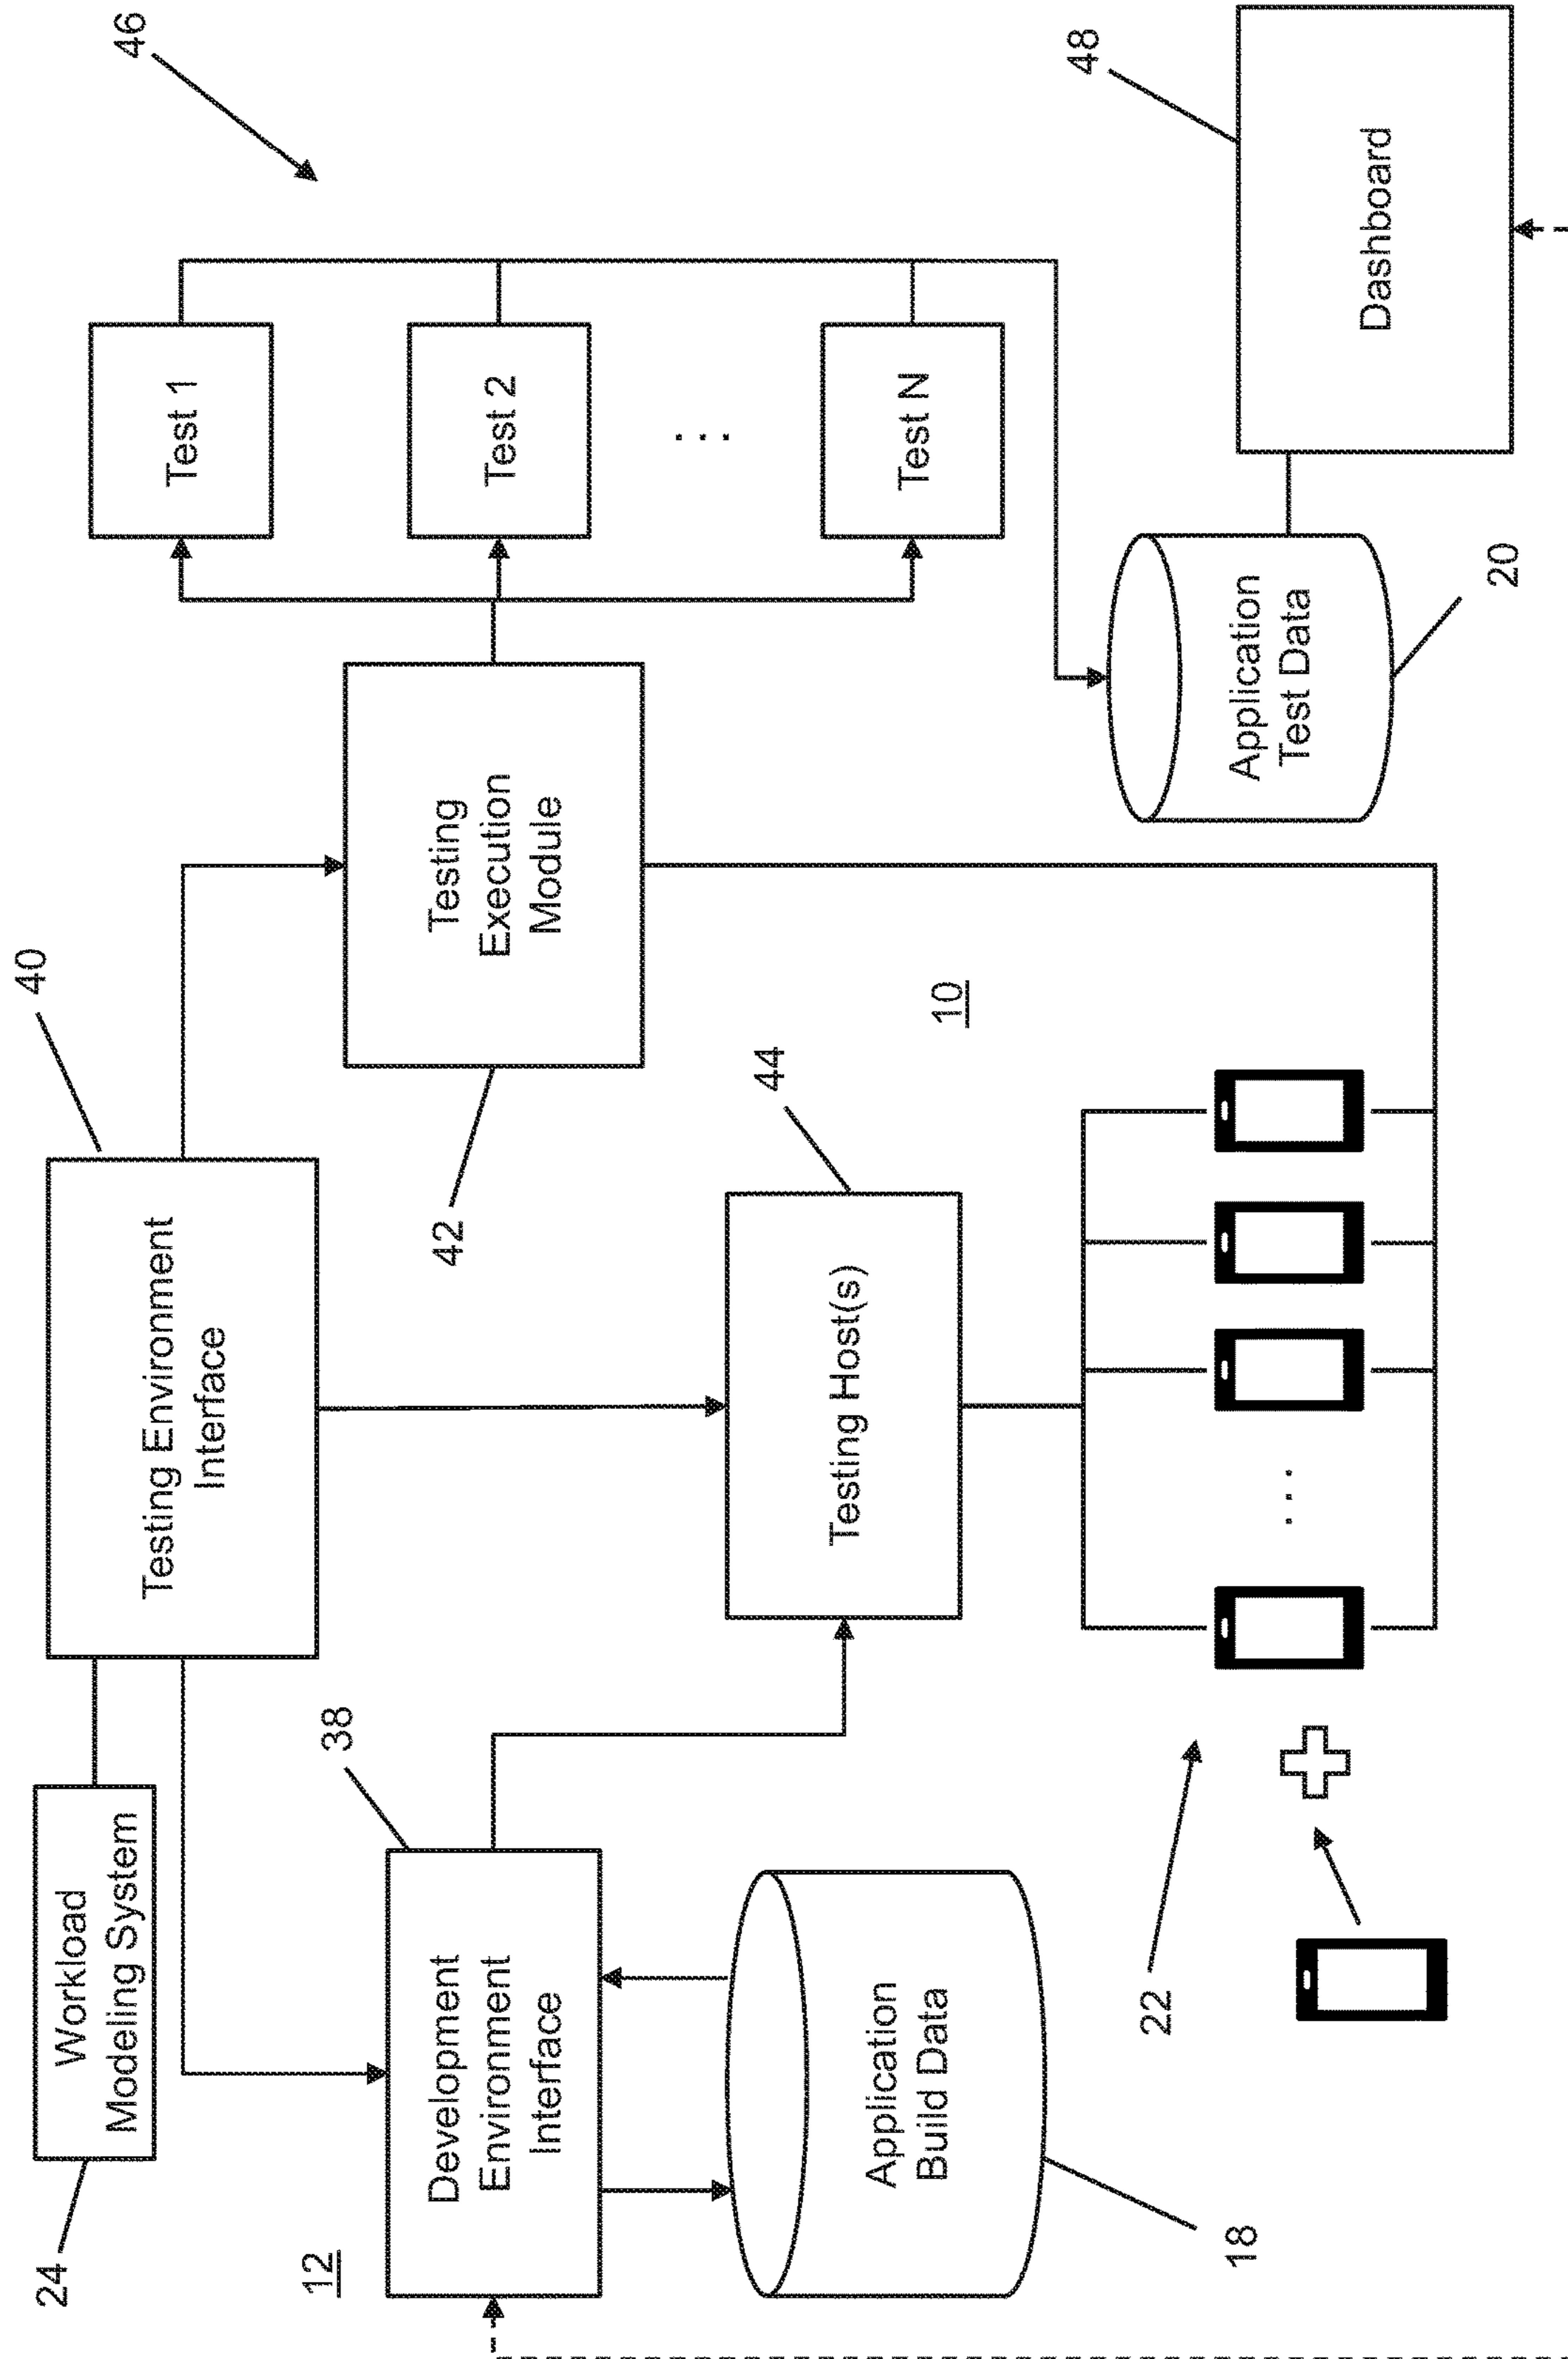 46
40
24
Workload
Modeling System
Testing Environment
Interface
Test 1
Test 2
. . .
Test N
Testing
Execution
Module
42
38
12
Development
Environment
Interface
44
Testing Host(s)
10
48
Dashboard
Application
Test Data
20
Application
Build Data
18
22
. . .